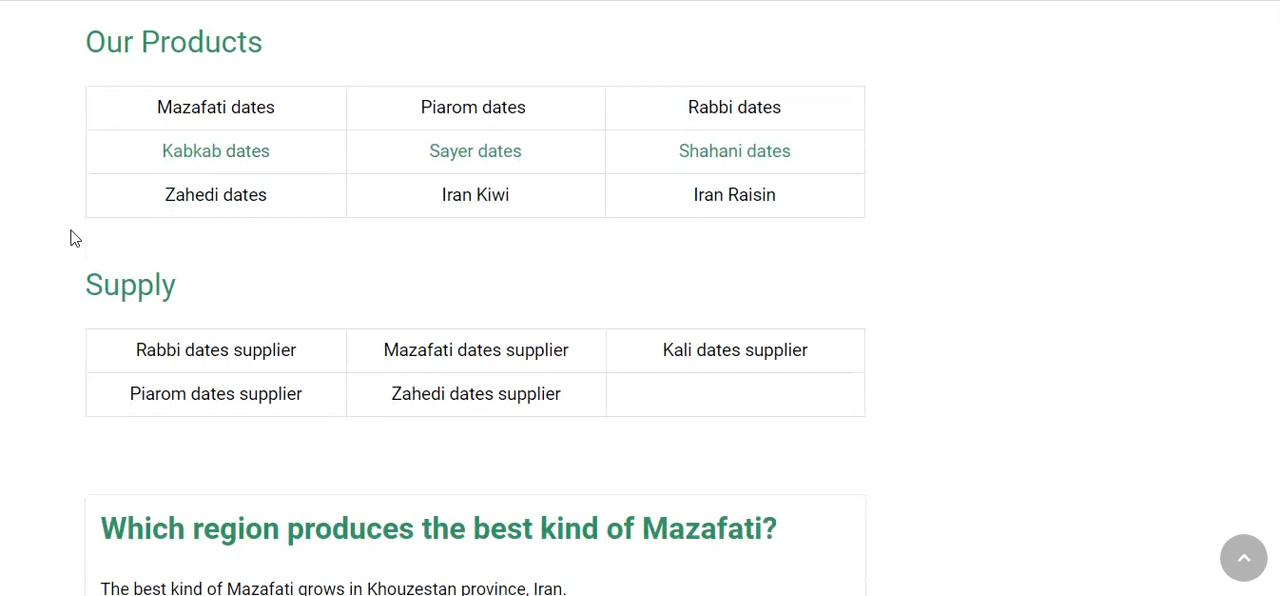 Our Products
Mazafati dates Piarom dates Rabbi dates
Kabkab dates Sayer dates Shahani dates
Zahedi dates Iran Kiwi Iran Raisin
Supply
Rabbi dates supplier Mazafati dates supplier Kali dates supplier
Piarom dates supplier Zahedi dates supplier
Which region produces the best kind of Mazafati?
The best kind of Mazafati grows in Khouzestan province, Iran.